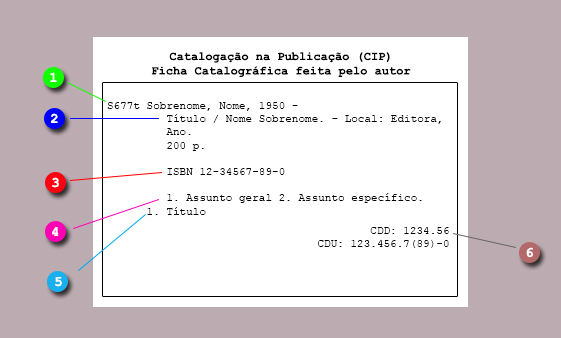 Catalogação na Publicação (CIP)
Ficha Catalográfica feita pelo autor
1
S677t Sobrenome, Nome, 1950 -
2
Título / Nome Sobrenome. - Local: Editora,
Ano.
200 p.
3
ISBN 12-34567-89-0
4
1. Assunto geral 2. Assunto específico.
5
1. Título
CDD: 1234.56
CDU: 123.456.7(89)-0
6